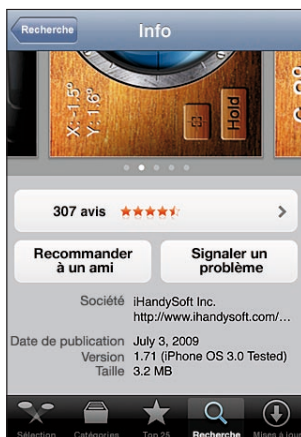 Recherche
Info
X: -1.5°
Y: 1.6°
Hold
307 avis
Recommander
à un ami
Signaler un
problème
Société iHandySoft Inc.
http://www.ihandysoft.com/...
Date de publication July 3, 2009
Version 1.71 (iPhone OS 3.0 Tested)
Taille 3.2 MB
Sélection Catégories Top 25 Recherche Mises à jour